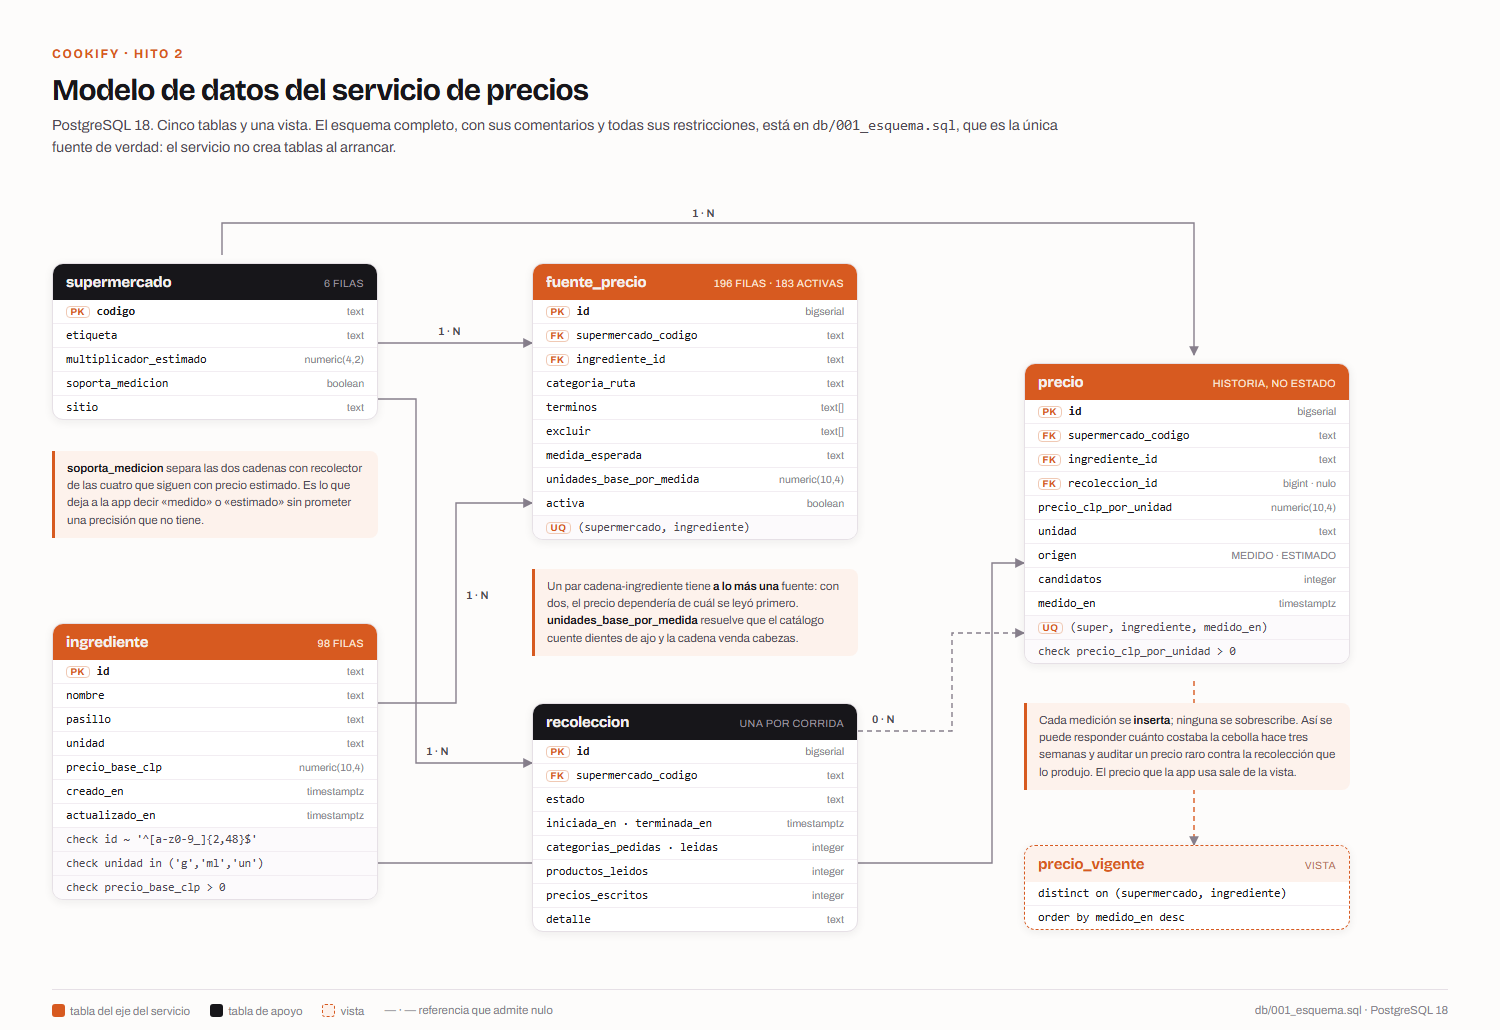 COOKIFY · HITO 2
Modelo de datos del servicio de precios
PostgreSQL 18. Cinco tablas y una vista. El esquema completo, con sus comentarios y todas sus restricciones, está en db/001_esquema.sql, que es la única
fuente de verdad: el servicio no crea tablas al arrancar.
1 · N
supermercado 6 FILAS
PK codigo text
etiqueta text
multiplicador_estimado numeric(4,2)
soporta_medicion boolean
sitio text
soporta_medicion separa las dos cadenas con recolector
de las cuatro que siguen con precio estimado. Es lo que
deja a la app decir «medido» o «estimado» sin prometer
una precisión que no tiene.
1 · N
fuente_precio 196 FILAS · 183 ACTIVAS
PK id bigserial
FK supermercado_codigo text
FK ingrediente_id text
categoria_ruta text
terminos text[]
excluir text[]
medida_esperada text
unidades_base_por_medida numeric(10,4)
activa boolean
UQ (supermercado, ingrediente)
Un par cadena-ingrediente tiene a lo más una fuente: con
dos, el precio dependería de cuál se leyó primero.
unidades_base_por_medida resuelve que el catálogo
cuente dientes de ajo y la cadena venda cabezas.
1 · N
ingrediente 98 FILAS
PK id text
nombre text
pasillo text
unidad text
precio_base_clp numeric(10,4)
creado_en timestamptz
actualizado_en timestamptz
check id ~ '^[a-z0-9_]{2,48}$'
check unidad in ('g','ml','un')
check precio_base_clp > 0
1 · N
recoleccion UNA POR CORRIDA
PK id bigserial
FK supermercado_codigo text
estado text
iniciada_en · terminada_en timestamptz
categorias_pedidas · leidas integer
productos_leidos integer
precios_escritos integer
detalle text
0 · N
precio HISTORIA, NO ESTADO
PK id bigserial
FK supermercado_codigo text
FK ingrediente_id text
FK recoleccion_id bigint · nulo
precio_clp_por_unidad numeric(10,4)
unidad text
origen MEDIDO · ESTIMADO
candidatos integer
medido_en timestamptz
UQ (super, ingrediente, medido_en)
check precio_clp_por_unidad > 0
Cada medición se inserta; ninguna se sobrescribe. Así se
puede responder cuánto costaba la cebolla hace tres
semanas y auditar un precio raro contra la recolección que
lo produjo. El precio que la app usa sale de la vista.
precio_vigente VISTA
distinct on (supermercado, ingrediente)
order by medido_en desc
tabla del eje del servicio tabla de apoyo vista — · — referencia que admite nulo
db/001_esquema.sql · PostgreSQL 18